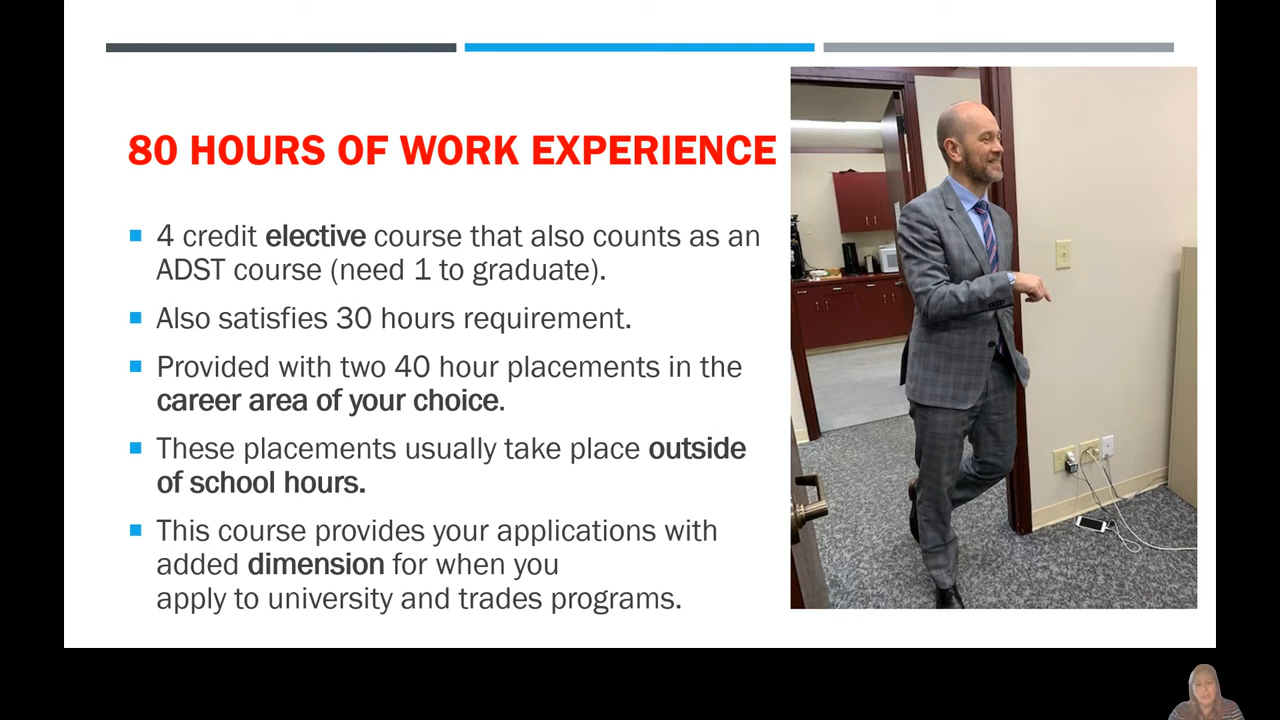 80 HOURS OF WORK EXPERIENCE
4 credit elective course that also counts as an
ADST course (need 1 to graduate).
Also satisfies 30 hours requirement.
Provided with two 40 hour placements in the
career area of your choice.
These placements usually take place outside
of school hours.
This course provides your applications with
added dimension for when you
apply to university and trades programs.